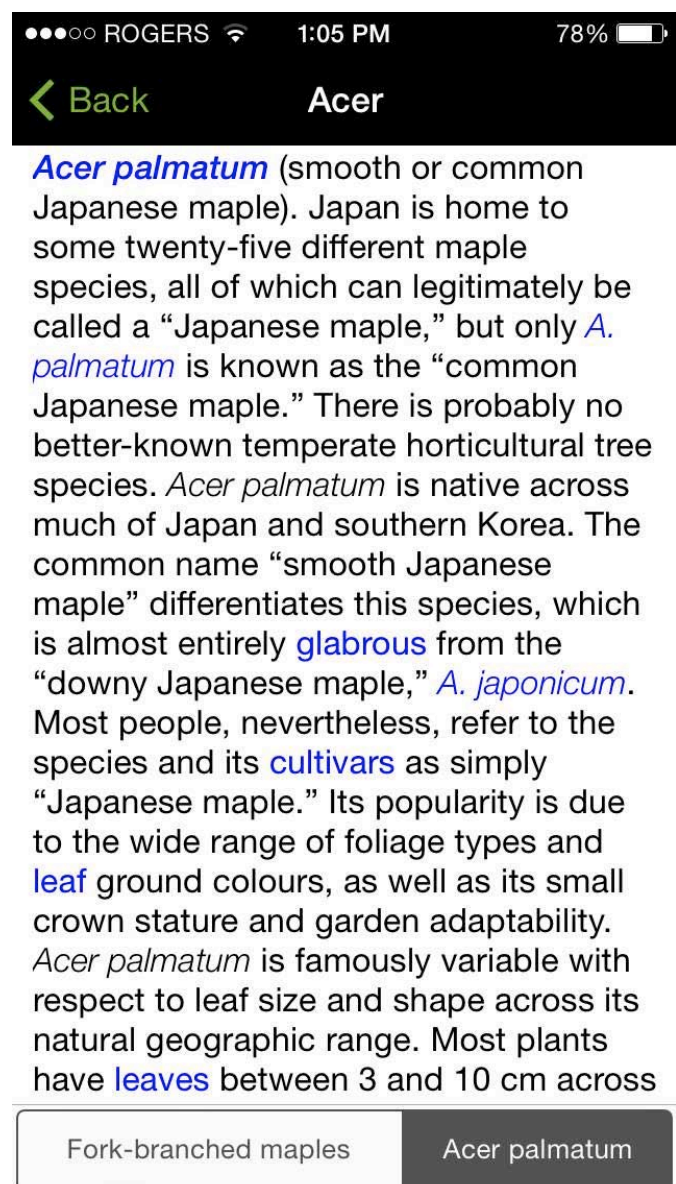 ROGERS 1:05 PM 78%
Back Acer
Acer palmatum (smooth or common
Japanese maple). Japan is home to
some twenty-five different maple
species, all of which can legitimately be
called a “Japanese maple,” but only A.
palmatum is known as the “common
Japanese maple.” There is probably no
better-known temperate horticultural tree
species. Acer palmatum is native across
much of Japan and southern Korea. The
common name “smooth Japanese
maple” differentiates this species, which
is almost entirely glabrous from the
“downy Japanese maple,” A. japonicum.
Most people, nevertheless, refer to the
species and its cultivars as simply
“Japanese maple.” Its popularity is due
to the wide range of foliage types and
leaf ground colours, as well as its small
crown stature and garden adaptability.
Acer palmatum is famously variable with
respect to leaf size and shape across its
natural geographic range. Most plants
have leaves between 3 and 10 cm across
Fork-branched maples Acer palmatum